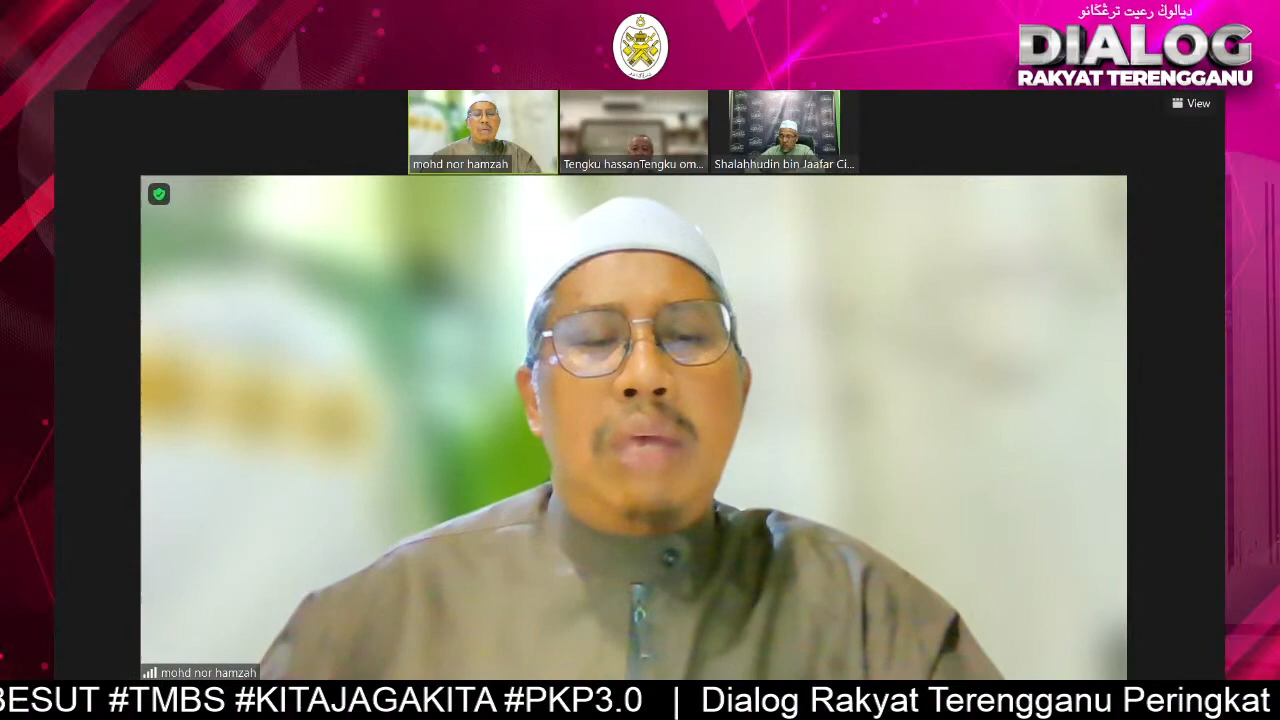 ديالوڬ رعيت ترڠڬانو
DIALOG
RAKYAT TERENGGANU
View
mohd nor hamzah
Tengku hassanTengku om...
Shalahhudin bin Jaafar Ci...
mohd nor hamzah
BESUT #TMBS #KITAJAGAKITA #PKP3.0 | Dialog Rakyat Terengganu Peringkat